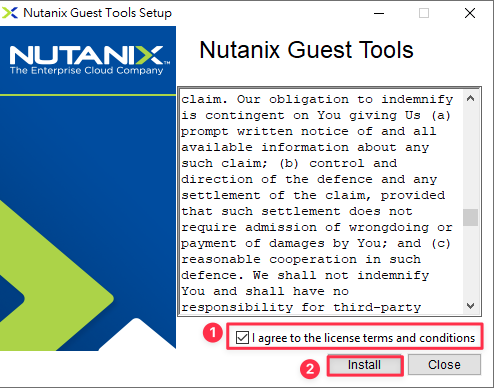 Nutanix Guest Tools Setup
NUTANIX™
The Enterprise Cloud Company
Nutanix Guest Tools
claim. Our obligation to indemnify
is contingent on You giving Us (a)
prompt written notice of and all
available information about any
such claim; (b) control and
direction of the defence and any
settlement of the claim, provided
that such settlement does not
require admission of wrongdoing or
payment of damages by You; and (c)
reasonable cooperation in such
defence. We shall not indemnify
You and shall have no
responsibility for third-party
1
I agree to the license terms and conditions
2
Install
Close